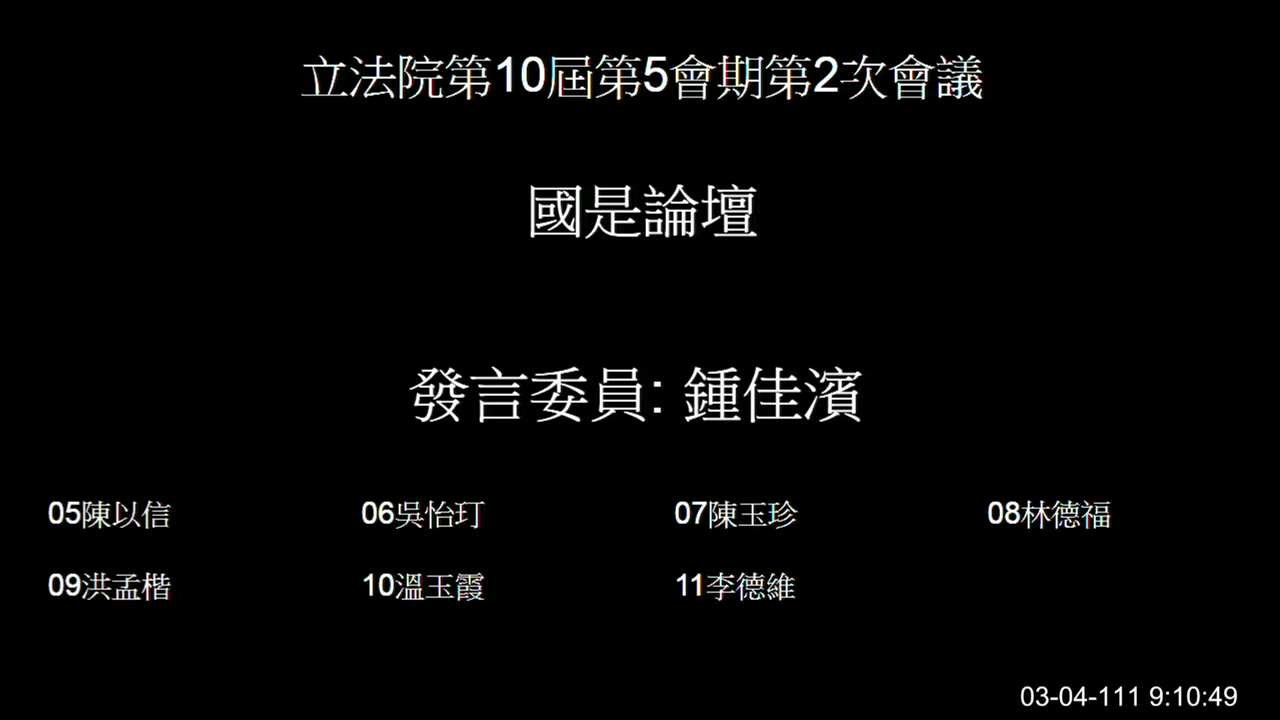 立法院第10屆第5會期第2次會議
國是論壇
發言委員: 鍾佳濱
05陳以信 06吳怡玎 07陳玉珍 08林德福
09洪孟楷 10溫玉霞 11李德維
03-04-111 9:10:49